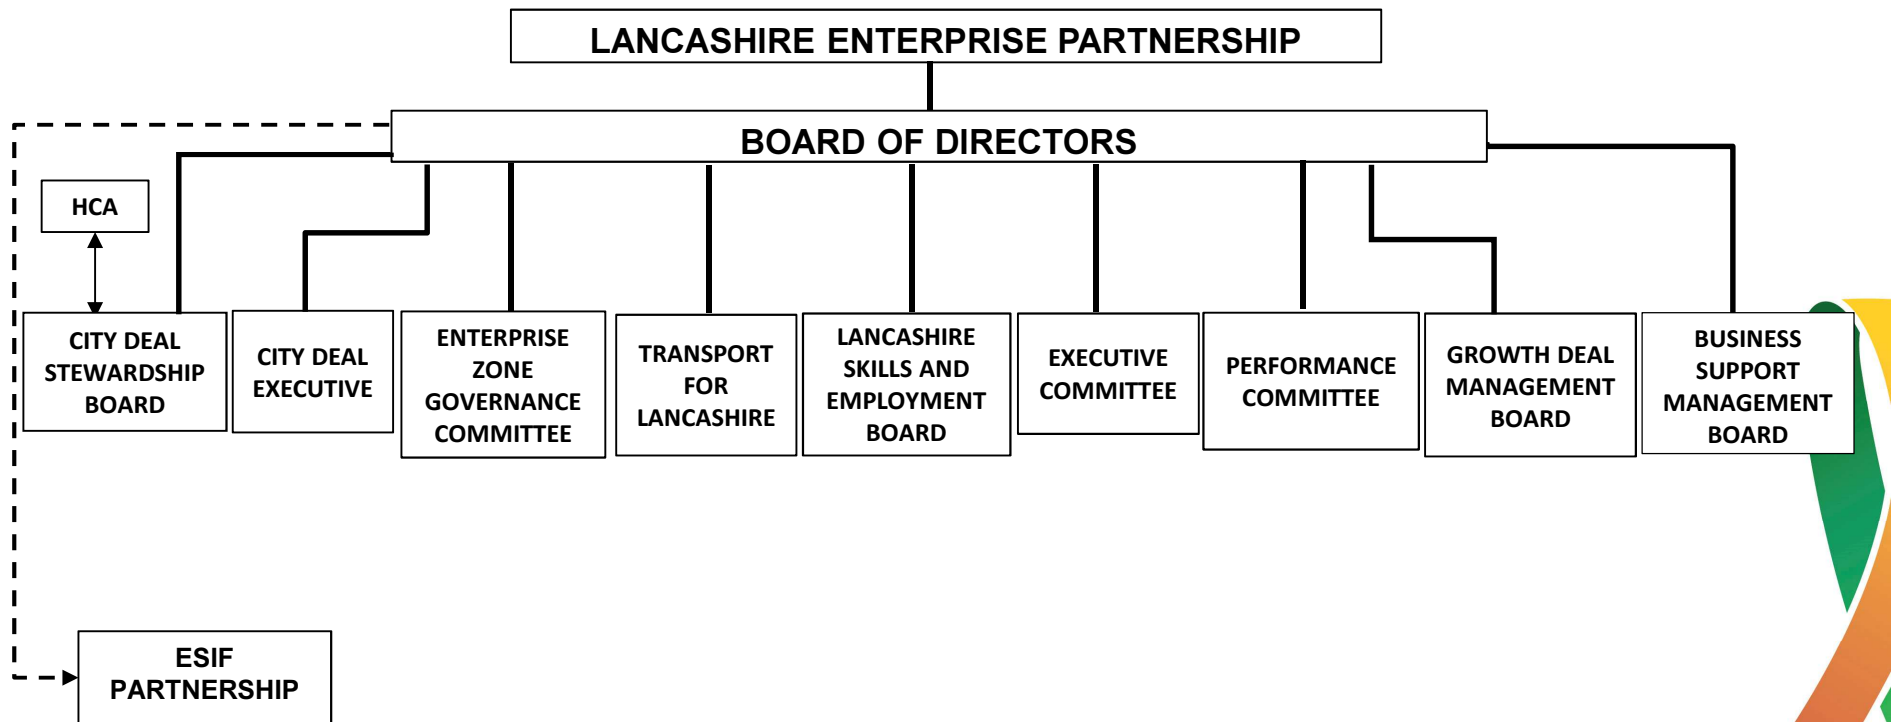 LANCASHIRE ENTERPRISE PARTNERSHIP
BOARD OF DIRECTORS
HCA
CITY DEAL
STEWARDSHIP
BOARD
CITY DEAL
EXECUTIVE
ENTERPRISE
ZONE
GOVERNANCE
COMMITTEE
TRANSPORT
FOR
LANCASHIRE
LANCASHIRE
SKILLS AND
EMPLOYMENT
BOARD
EXECUTIVE
COMMITTEE
PERFORMANCE
COMMITTEE
GROWTH DEAL
MANAGEMENT
BOARD
BUSINESS
SUPPORT
MANAGEMENT
BOARD
ESIF
PARTNERSHIP